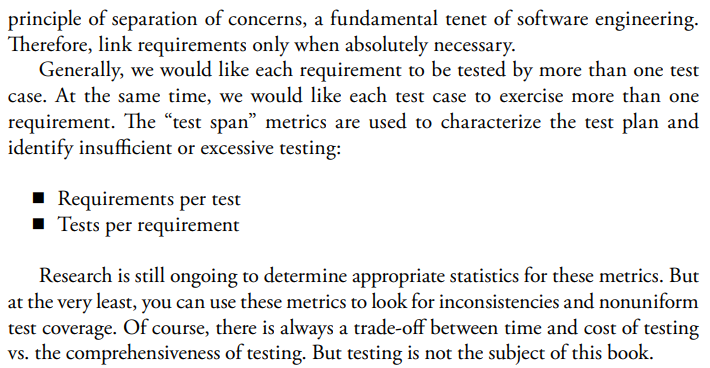 principle of separation of concerns, a fundamental tenet of software engineering.
Therefore, link requirements only when absolutely necessary.
Generally, we would like each requirement to be tested by more than one test
case. At the same time, we would like each test case to exercise more than one
requirement. The “test span” metrics are used to characterize the test plan and
identify insufficient or excessive testing:
■ Requirements per test
■ Tests per requirement
Research is still ongoing to determine appropriate statistics for these metrics. But
at the very least, you can use these metrics to look for inconsistencies and nonuniform
test coverage. Of course, there is always a trade-off between time and cost of testing
vs. the comprehensiveness of testing. But testing is not the subject of this book.